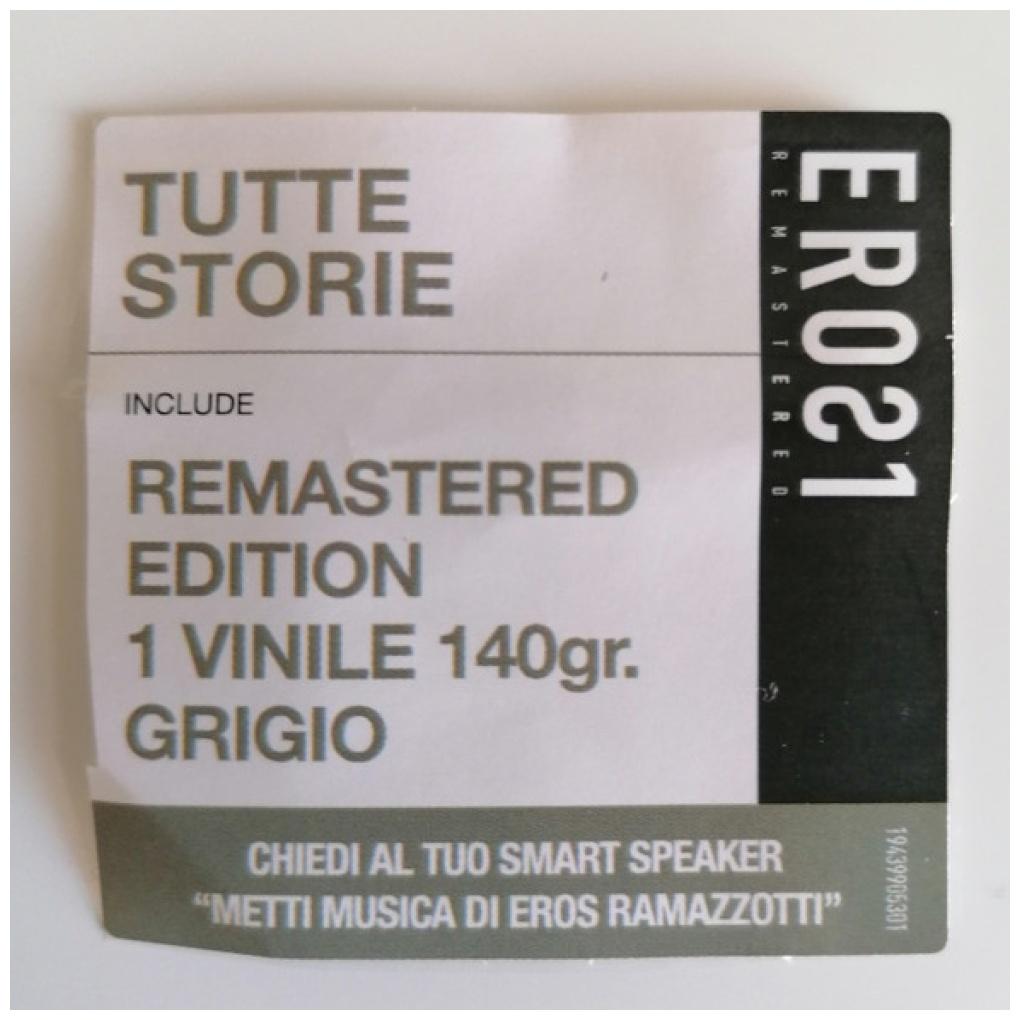 TUTTE
STORIE
INCLUDE
REMASTERED
EDITION
1 VINILE 140gr.
GRIGIO
ERO21
REMASTERED
CHIEDI AL TUO SMART SPEAKER
“METTI MUSICA DI EROS RAMAZZOTTI”
19439905301